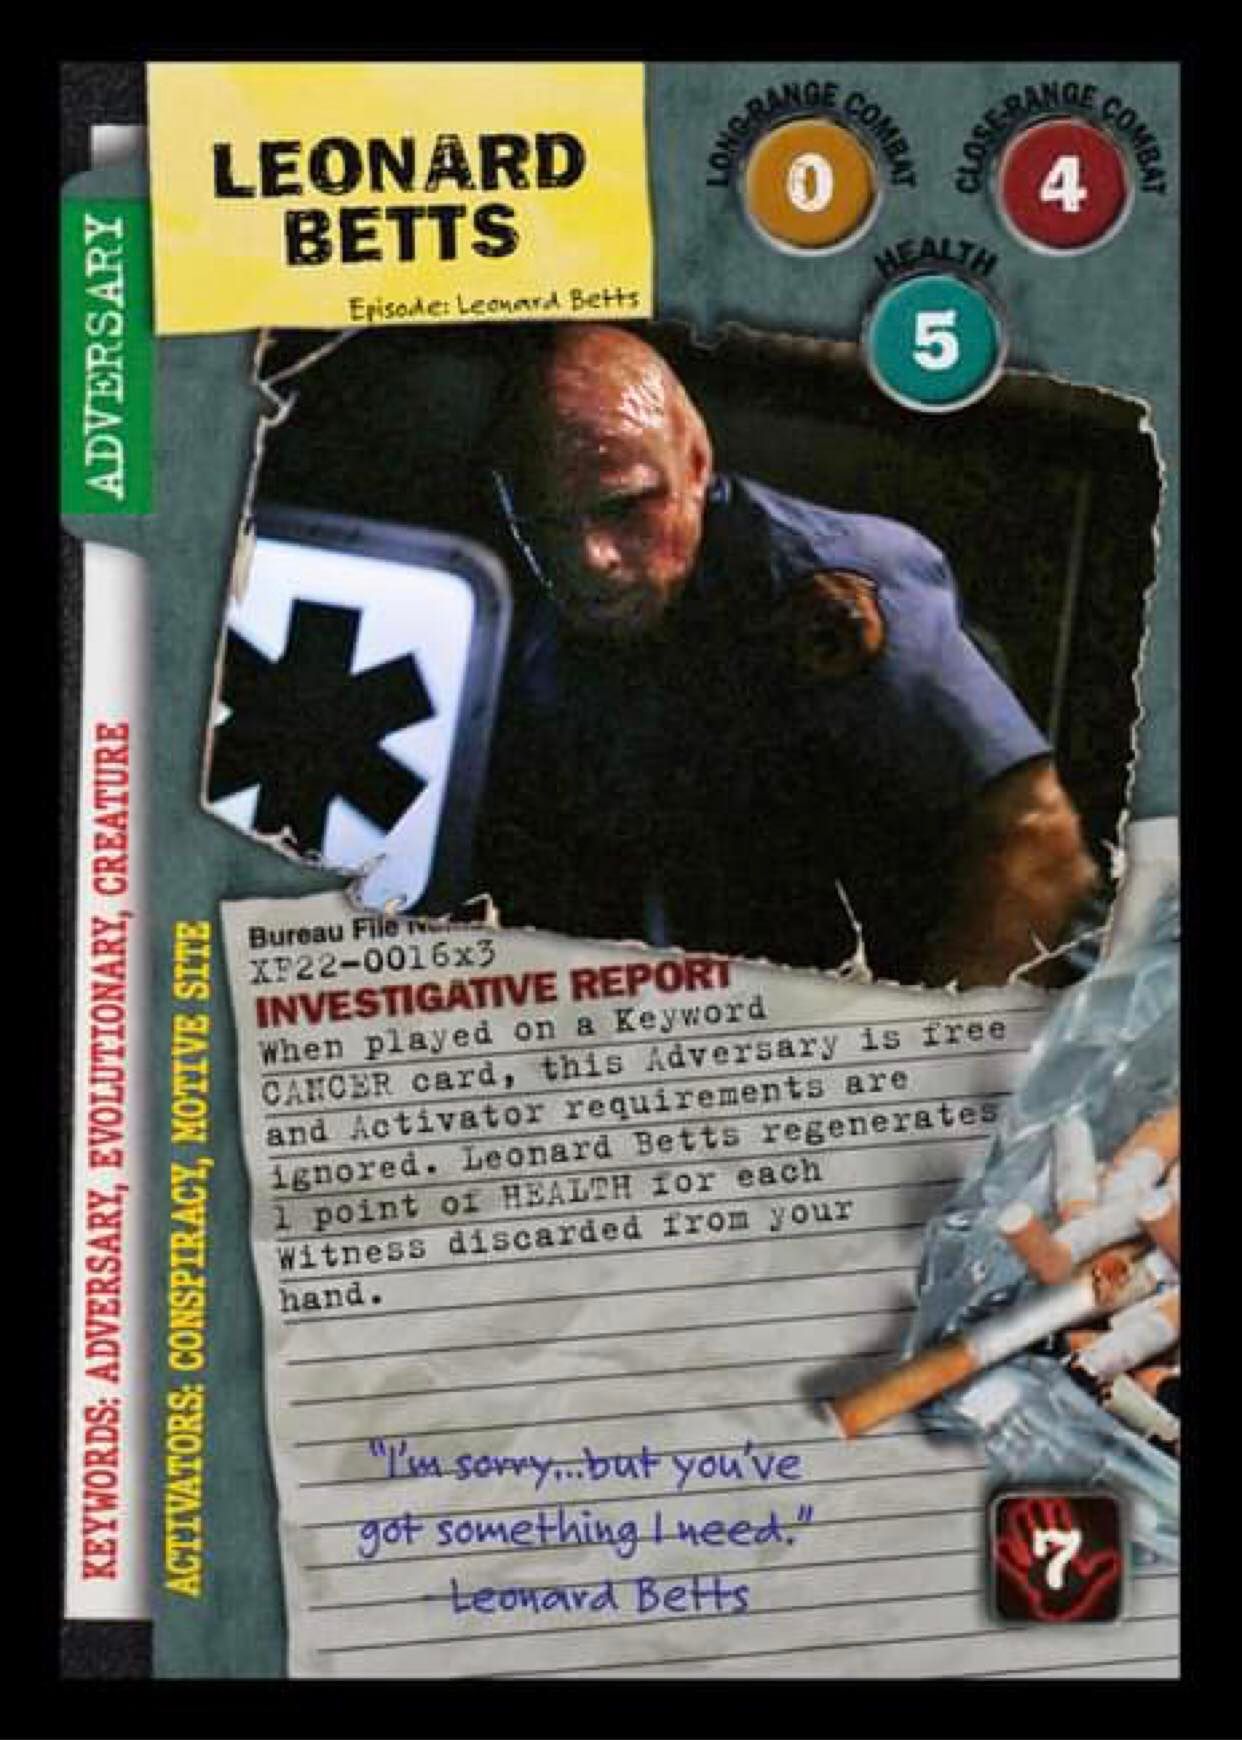 LEONARD
BETTS
Episode: Leonard Betts
LONG-RANGE COMBAT
0
CLOSE-RANGE COMBAT
4
HEALTH
5
ADVERSARY
KEYWORDS: ADVERSARY, EVOLUTIONARY, CREATURE
ACTIVATORS: CONSPIRACY, MOTIVE SITE
Bureau File
XF22-0016x3
INVESTIGATIVE REPORT
When played on a Keyword
CANCER card, this Adversary is free
and Activator requirements are
ignored. Leonard Betts regenerates
1 point of HEALTH for each
Witness discarded from your
hand.
"I'm sorry...but you've
got something I need."
-Leonard Betts
7